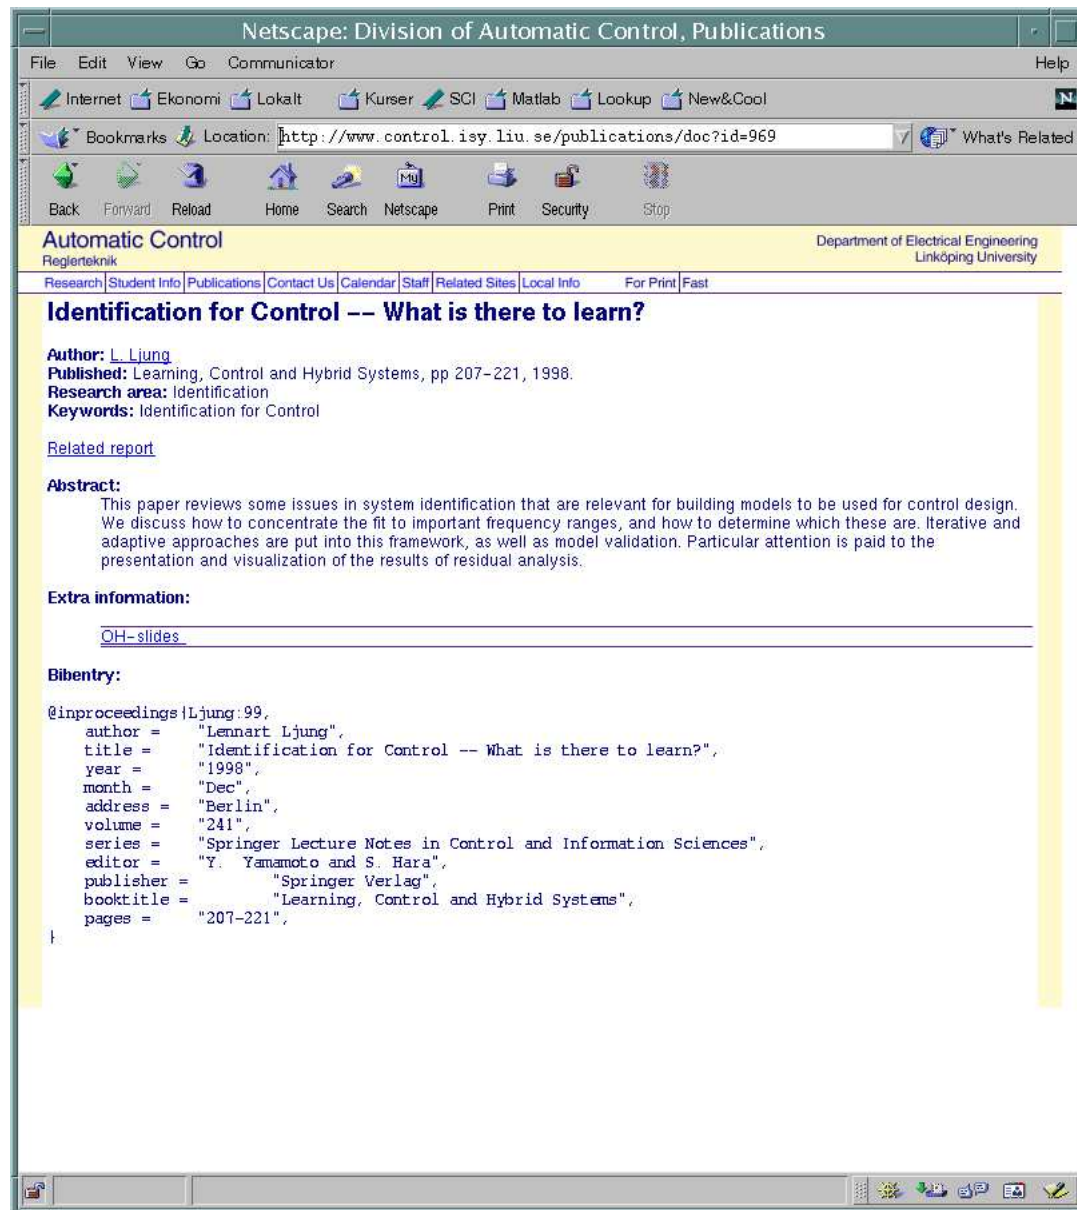 Netscape: Division of Automatic Control, Publications
File Edit View Go Communicator Help
Internet Ekonomi Lokalt Kurser SCI Matlab Lookup New&Cool N
Bookmarks Location: http://www.control.isy.liu.se/publications/doc?id=969 What's Related
My
Back Forward Reload Home Search Netscape Print Security Stop
Automatic Control Department of Electrical Engineering
Reglerteknik Linköping University
Research Student Info Publications Contact Us Calendar Staff Related Sites Local Info For Print Fast
Identification for Control -- What is there to learn?
Author: L. Ljung
Published: Learning, Control and Hybrid Systems, pp 207-221, 1998.
Research area: Identification
Keywords: Identification for Control
Related report
Abstract:
This paper reviews some issues in system identification that are relevant for building models to be used for control design.
We discuss how to concentrate the fit to important frequency ranges, and how to determine which these are. Iterative and
adaptive approaches are put into this framework, as well as model validation. Particular attention is paid to the
presentation and visualization of the results of residual analysis.
Extra information:
OH-slides
Bibentry:
@inproceedings{Ljung:99,
author = "Lennart Ljung",
title = "Identification for Control -- What is there to learn?",
year = "1998",
month = "Dec",
address = "Berlin",
volume = "241",
series = "Springer Lecture Notes in Control and Information Sciences",
editor = "Y. Yamamoto and S. Hara",
publisher = "Springer Verlag",
booktitle = "Learning, Control and Hybrid Systems",
pages = "207-221",
}